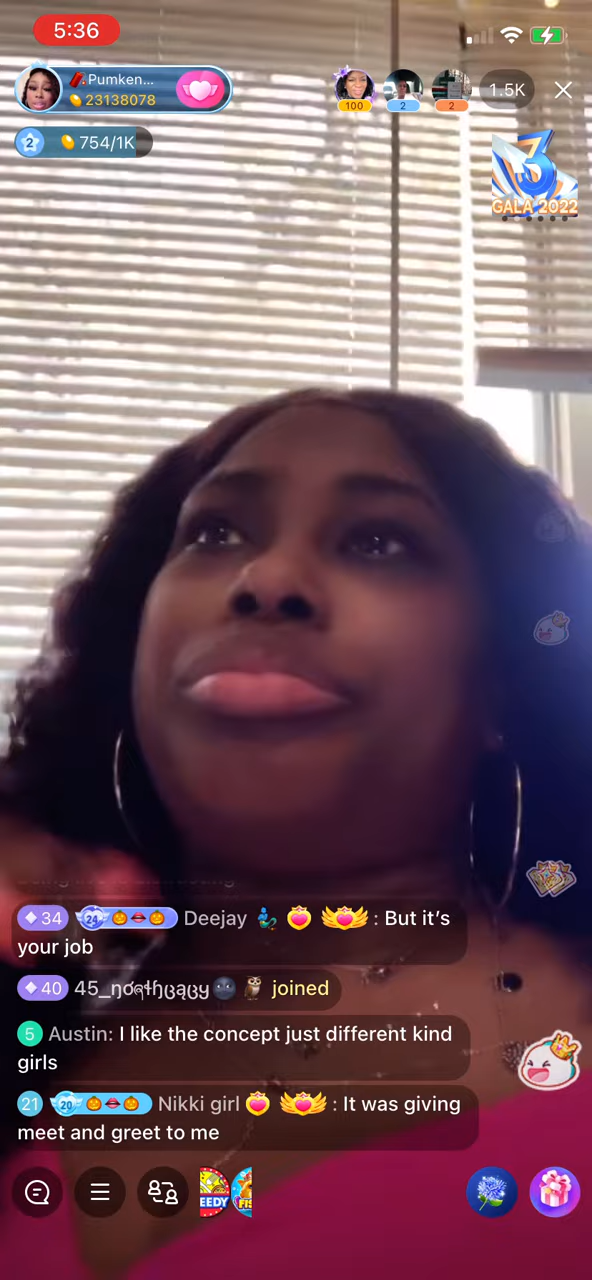 5:36
Pumken...
23138078
100
2
2
1.5K
2
754/1K
GALA 2022
34
24
Deejay : But it's
your job
40
joined
5 Austin: I like the concept just different kind
girls
21
20
Nikki girl : It was giving
meet and greet to me
EEDY
FIS